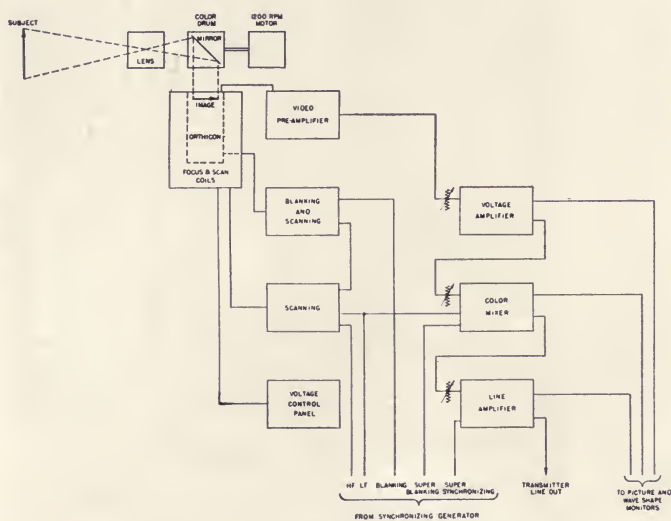 SUBJECT
COLOR
DRUM
1200 RPM
MOTOR
MIRROR
LENS
IMAGE
ORTHICON
FOCUS & SCAN
COILS
VIDEO
PRE-AMPLIFIER
BLANKING
AND
SCANNING
VOLTAGE
AMPLIFIER
SCANNING
COLOR
MIXER
VOLTAGE
CONTROL
PANEL
LINE
AMPLIFIER
HF LF BLANKING SUPER SUPER
BLANKING SYNCHRONIZING
TRANSMITTER
LINE OUT
TO PICTURE AND
WAVE SHAPE
MONITORS
FROM SYNCHRONIZING GENERATOR